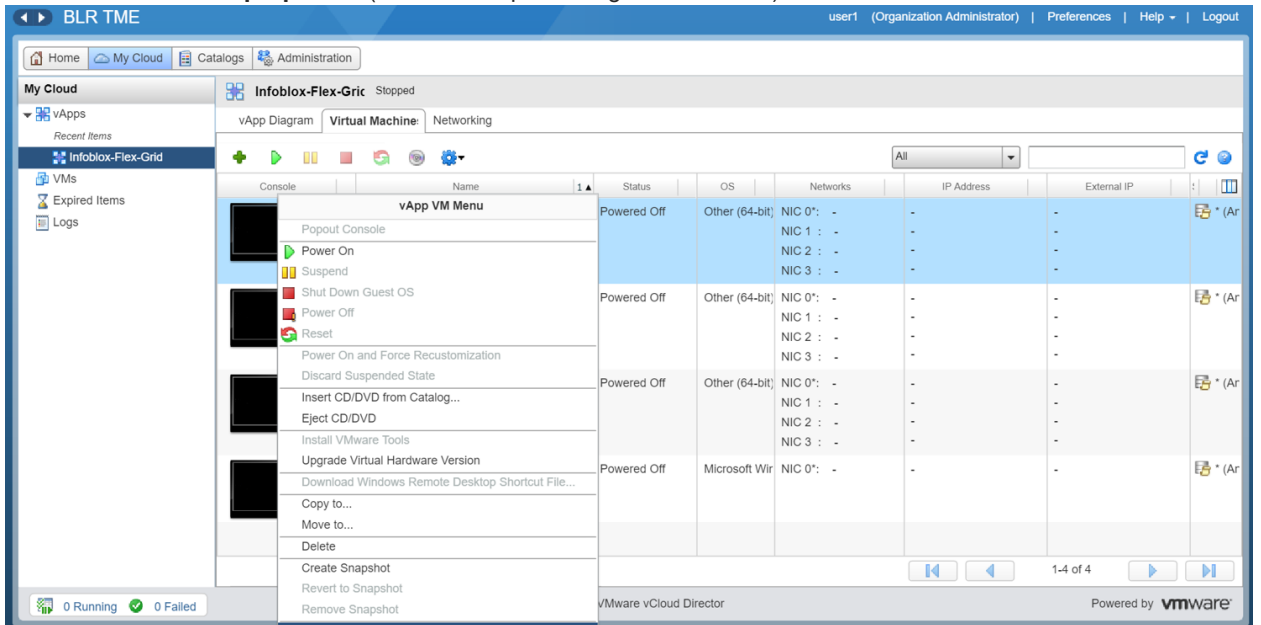 BLR TME
user1 (Organization Administrator) | Preferences | Help | Logout
Home My Cloud Catalogs Administration
My Cloud
Infoblox-Flex-Gric Stopped
vApps
vApp Diagram Virtual Machine: Networking
Recent Items
Infoblox-Flex-Grid
All
VMs
Expired Items
Logs
Console Name 1 ▲ Status OS Networks IP Address External IP
vApp VM Menu
Popout Console
Power On
Suspend
Shut Down Guest OS
Power Off
Reset
Power On and Force Recustomization
Discard Suspended State
Insert CD/DVD from Catalog...
Eject CD/DVD
Install VMware Tools
Upgrade Virtual Hardware Version
Download Windows Remote Desktop Shortcut File...
Copy to...
Move to...
Delete
Create Snapshot
Revert to Snapshot
Remove Snapshot
Powered Off Other (64-bit) NIC 0*: - - - * (Ar
NIC 1 : - - -
NIC 2 : - - -
NIC 3 : - - -
Powered Off Other (64-bit) NIC 0*: - - - * (Ar
NIC 1 : - - -
NIC 2 : - - -
NIC 3 : - - -
Powered Off Other (64-bit) NIC 0*: - - - * (Ar
NIC 1 : - - -
NIC 2 : - - -
NIC 3 : - - -
Powered Off Microsoft Wir NIC 0*: - - - * (Ar
1-4 of 4
0 Running 0 Failed
VMware vCloud Director
Powered by vmware